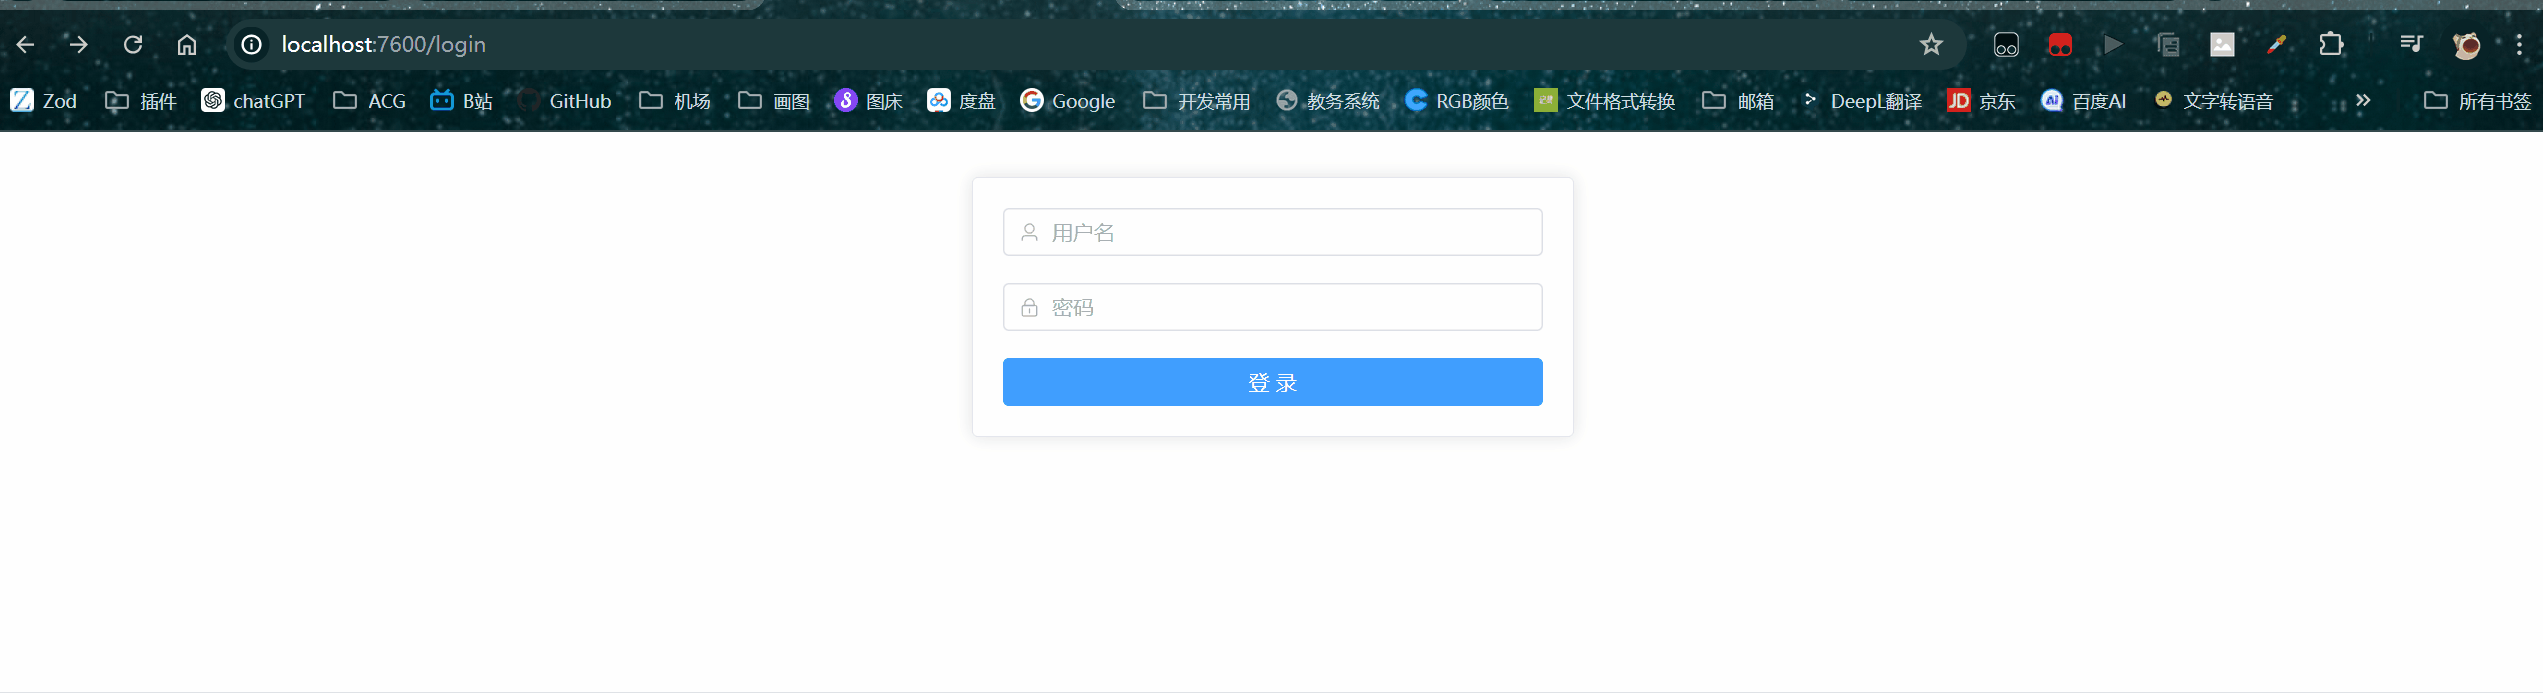 localhost:7600/login
Zod 插件 chatGPT ACG B站 GitHub 机场 画图 图床 度盘 Google 开发常用 教务系统 RGB颜色 文件格式转换 邮箱 DeepL翻译 京东 百度AI 文字转语音 所有书签
用户名
密码
登 录